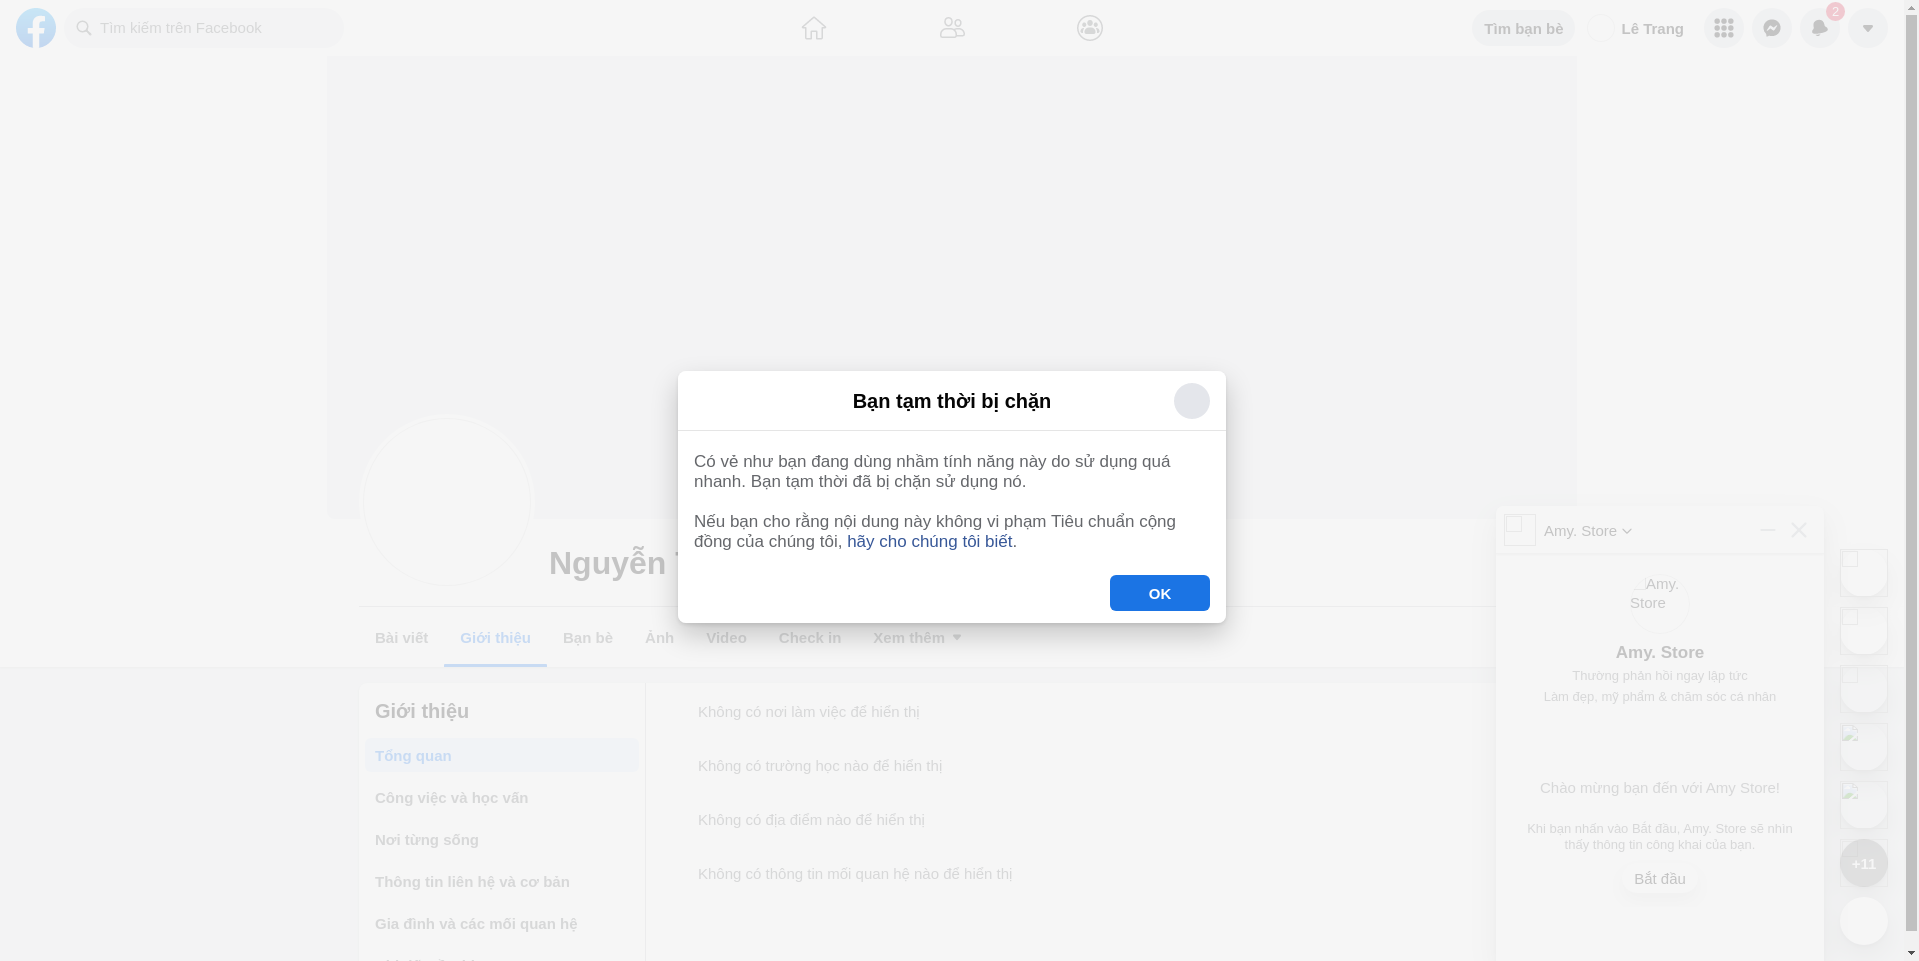 Tìm kiếm trên Facebook
Tìm bạn bè
Lê Trang
2
Bạn tạm thời bị chặn
Có vẻ như bạn đang dùng nhầm tính năng này do sử dụng quá
nhanh. Bạn tạm thời đã bị chặn sử dụng nó.
Nếu bạn cho rằng nội dung này không vi phạm Tiêu chuẩn cộng
đồng của chúng tôi, hãy cho chúng tôi biết.
OK
Nguyễn
Bài viết
Giới thiệu
Bạn bè
Ảnh
Video
Check in
Xem thêm
Giới thiệu
Tổng quan
Công việc và học vấn
Nơi từng sống
Thông tin liên hệ và cơ bản
Gia đình và các mối quan hệ
Không có nơi làm việc để hiển thị
Không có trường học nào để hiển thị
Không có địa điểm nào để hiển thị
Không có thông tin mối quan hệ nào để hiển thị
Amy. Store
Amy.
Store
Amy. Store
Thường phản hồi ngay lập tức
Làm đẹp, mỹ phẩm & chăm sóc cá nhân
Chào mừng bạn đến với Amy Store!
Khi bạn nhấn vào Bắt đầu, Amy. Store sẽ nhìn
thấy thông tin công khai của bạn.
Bắt đầu
+11